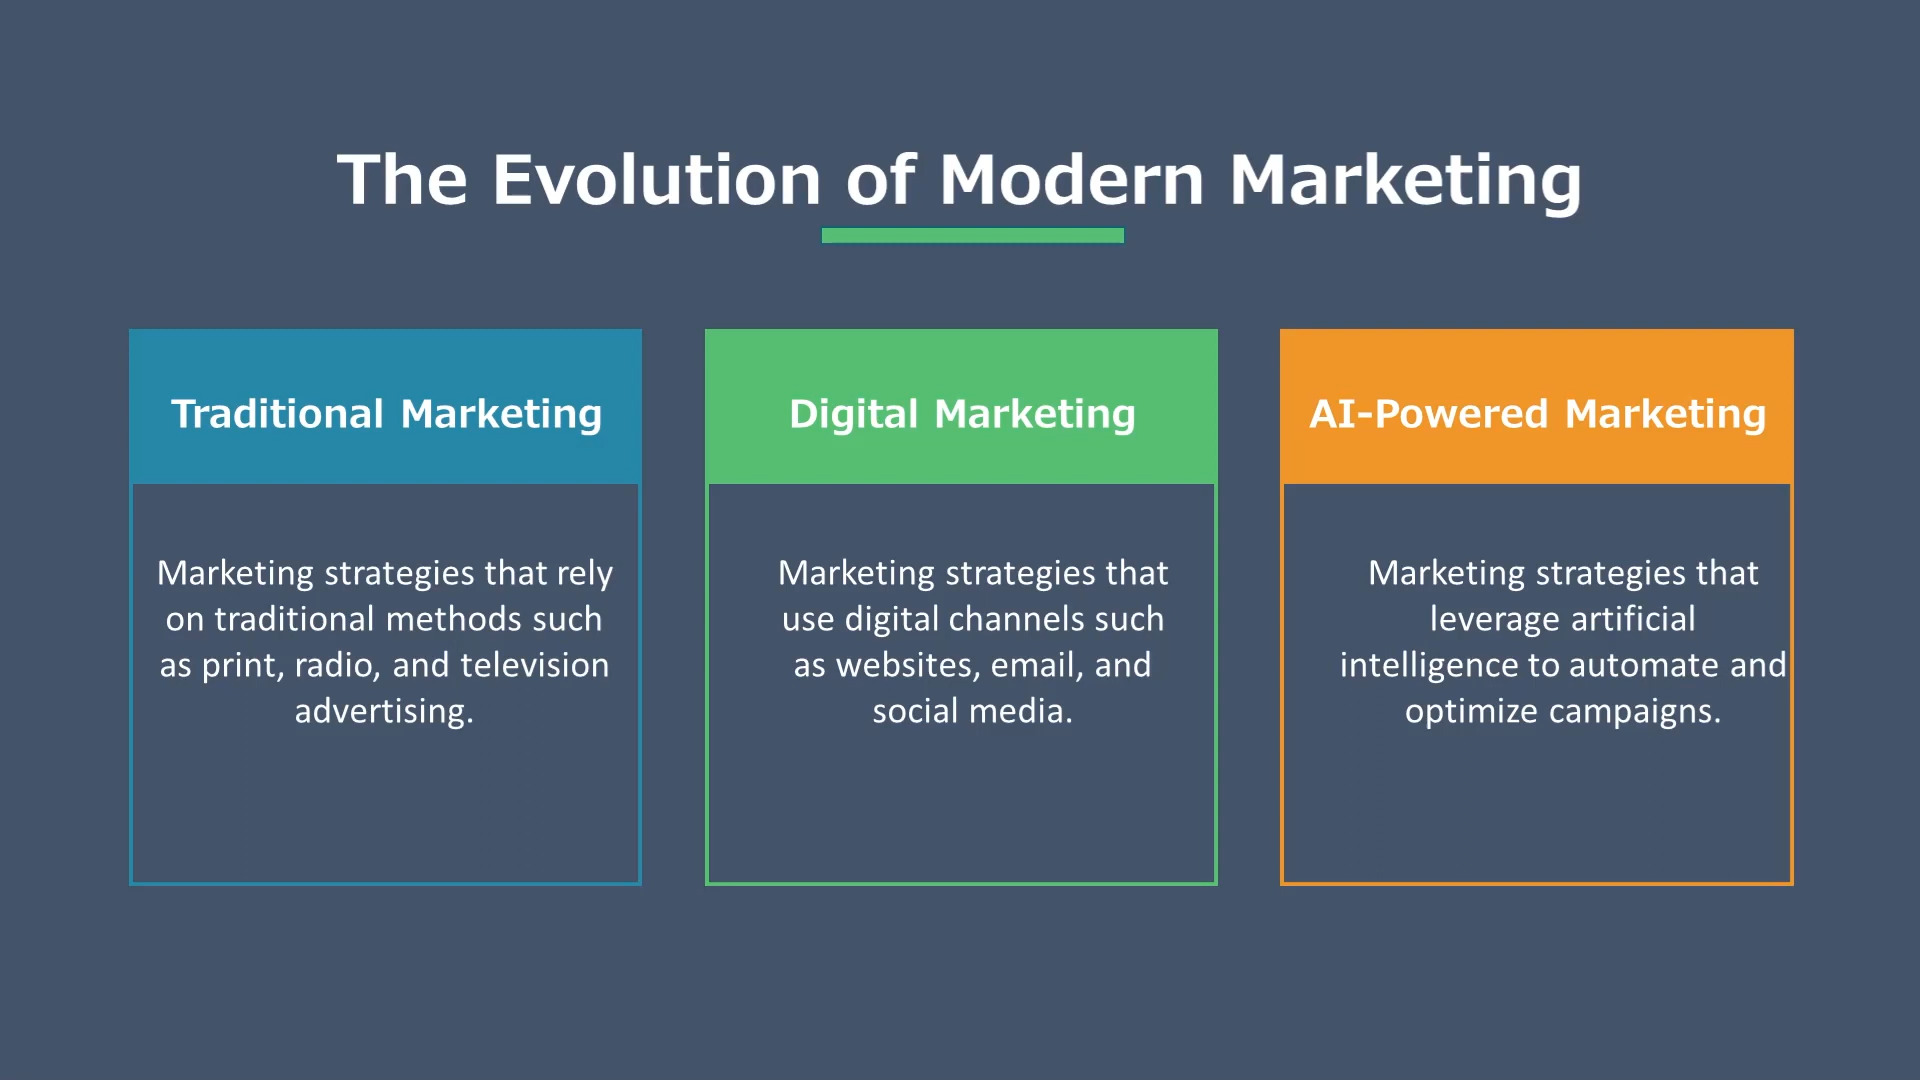 The Evolution of Modern Marketing
Traditional Marketing
Marketing strategies that rely
on traditional methods such
as print, radio, and television
advertising.
Digital Marketing
Marketing strategies that
use digital channels such
as websites, email, and
social media.
AI-Powered Marketing
Marketing strategies that
leverage artificial
intelligence to automate and
optimize campaigns.